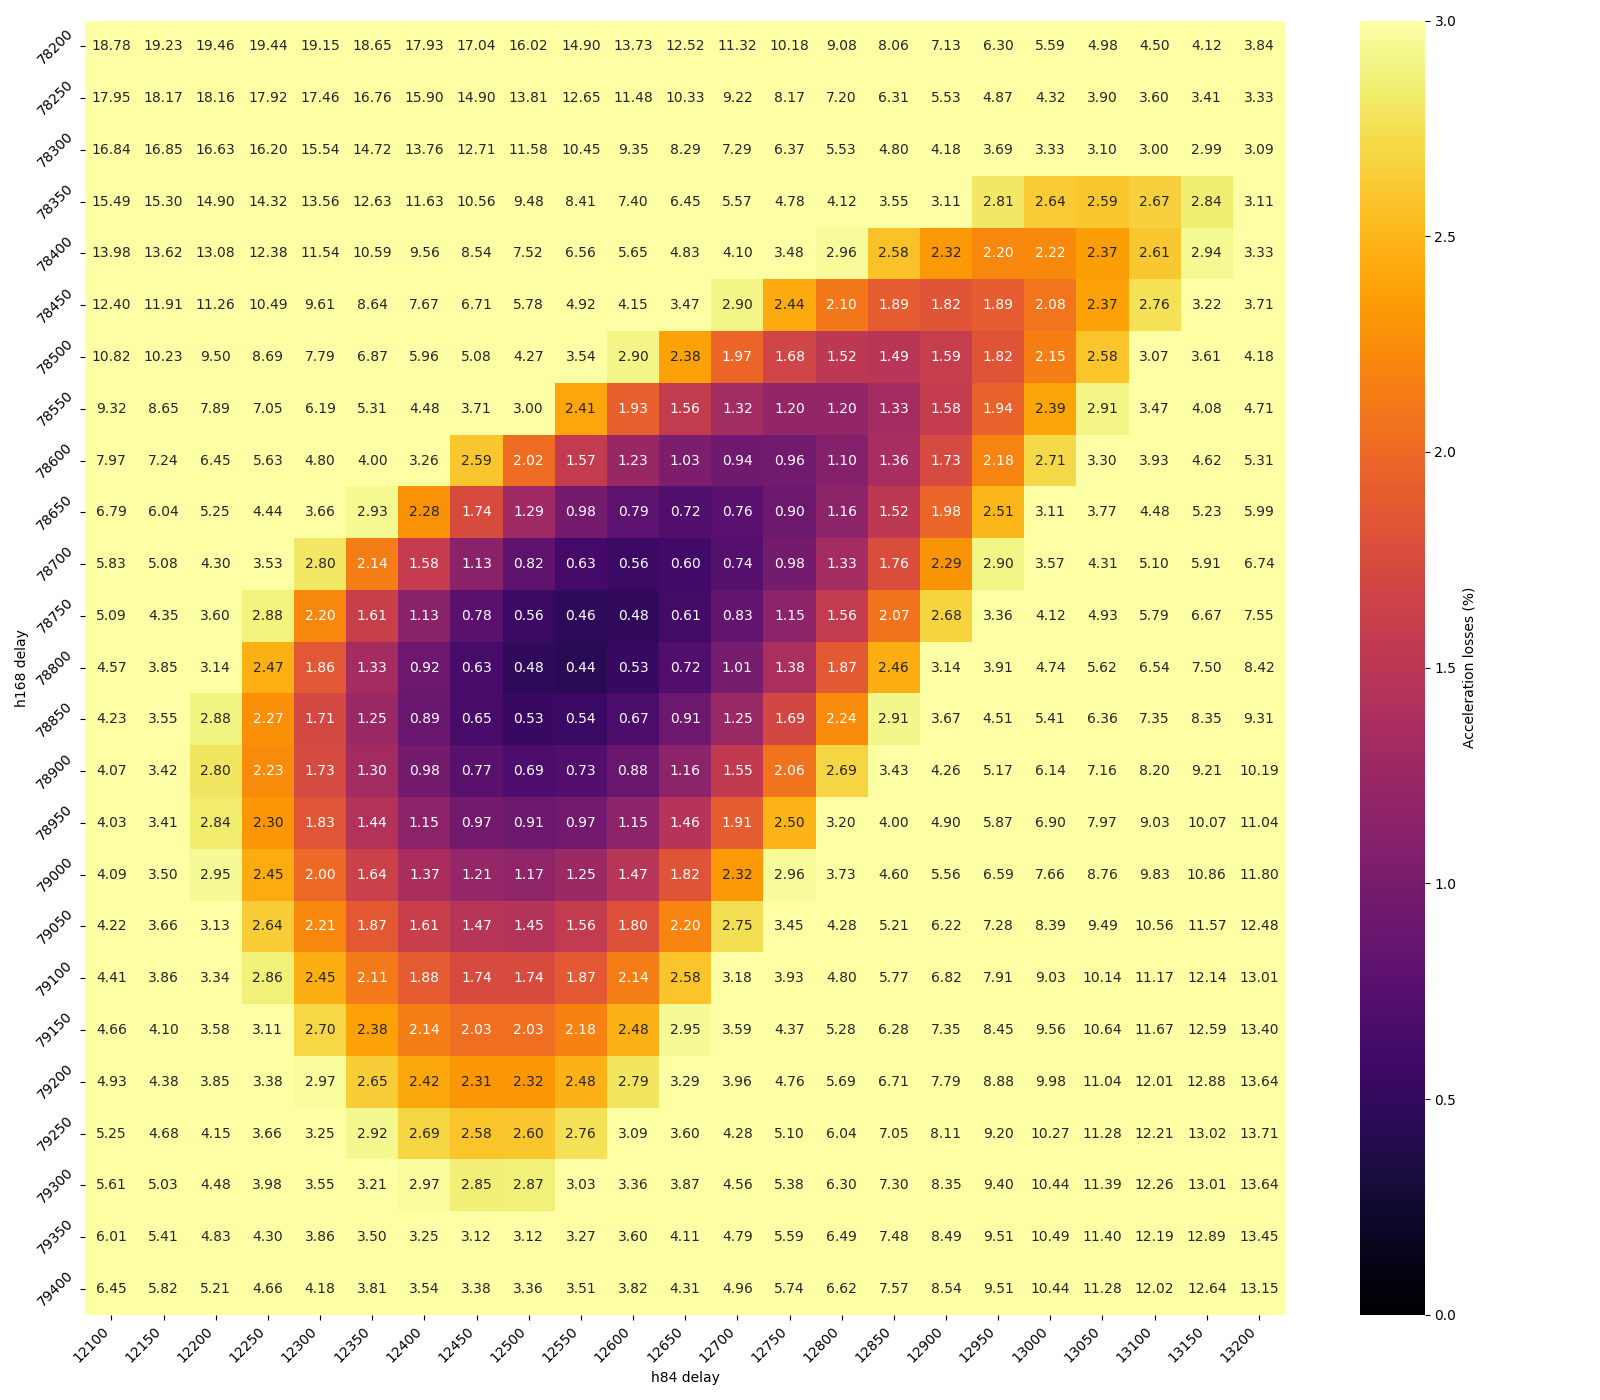 78200 18.78 19.23 19.46 19.44 19.15 18.65 17.93 17.04 16.02 14.90 13.73 12.52 11.32 10.18 9.08 8.06 7.13 6.30 5.59 4.98 4.50 4.12 3.84
78250 17.95 18.17 18.16 17.92 17.46 16.76 15.90 14.90 13.81 12.65 11.48 10.33 9.22 8.17 7.20 6.31 5.53 4.87 4.32 3.90 3.60 3.41 3.33
78300 16.84 16.85 16.63 16.20 15.54 14.72 13.76 12.71 11.58 10.45 9.35 8.29 7.29 6.37 5.53 4.80 4.18 3.69 3.33 3.10 3.00 2.99 3.09
78350 15.49 15.30 14.90 14.32 13.56 12.63 11.63 10.56 9.48 8.41 7.40 6.45 5.57 4.78 4.12 3.55 3.11 2.81 2.64 2.59 2.67 2.84 3.11
78400 13.98 13.62 13.08 12.38 11.54 10.59 9.56 8.54 7.52 6.56 5.65 4.83 4.10 3.48 2.96 2.58 2.32 2.20 2.22 2.37 2.61 2.94 3.33
78450 12.40 11.91 11.26 10.49 9.61 8.64 7.67 6.71 5.78 4.92 4.15 3.47 2.90 2.44 2.10 1.89 1.82 1.89 2.08 2.37 2.76 3.22 3.71
78500 10.82 10.23 9.50 8.69 7.79 6.87 5.96 5.08 4.27 3.54 2.90 2.38 1.97 1.68 1.52 1.49 1.59 1.82 2.15 2.58 3.07 3.61 4.18
78550 9.32 8.65 7.89 7.05 6.19 5.31 4.48 3.71 3.00 2.41 1.93 1.56 1.32 1.20 1.20 1.33 1.58 1.94 2.39 2.91 3.47 4.08 4.71
78600 7.97 7.24 6.45 5.63 4.80 4.00 3.26 2.59 2.02 1.57 1.23 1.03 0.94 0.96 1.10 1.36 1.73 2.18 2.71 3.30 3.93 4.62 5.31
78650 6.79 6.04 5.25 4.44 3.66 2.93 2.28 1.74 1.29 0.98 0.79 0.72 0.76 0.90 1.16 1.52 1.98 2.51 3.11 3.77 4.48 5.23 5.99
78700 5.83 5.08 4.30 3.53 2.80 2.14 1.58 1.13 0.82 0.63 0.56 0.60 0.74 0.98 1.33 1.76 2.29 2.90 3.57 4.31 5.10 5.91 6.74
78750 5.09 4.35 3.60 2.88 2.20 1.61 1.13 0.78 0.56 0.46 0.48 0.61 0.83 1.15 1.56 2.07 2.68 3.36 4.12 4.93 5.79 6.67 7.55
78800 4.57 3.85 3.14 2.47 1.86 1.33 0.92 0.63 0.48 0.44 0.53 0.72 1.01 1.38 1.87 2.46 3.14 3.91 4.74 5.62 6.54 7.50 8.42
78850 4.23 3.55 2.88 2.27 1.71 1.25 0.89 0.65 0.53 0.54 0.67 0.91 1.25 1.69 2.24 2.91 3.67 4.51 5.41 6.36 7.35 8.35 9.31
78900 4.07 3.42 2.80 2.23 1.73 1.30 0.98 0.77 0.69 0.73 0.88 1.16 1.55 2.06 2.69 3.43 4.26 5.17 6.14 7.16 8.20 9.21 10.19
78950 4.03 3.41 2.84 2.30 1.83 1.44 1.15 0.97 0.91 0.97 1.15 1.46 1.91 2.50 3.20 4.00 4.90 5.87 6.90 7.97 9.03 10.07 11.04
79000 4.09 3.50 2.95 2.45 2.00 1.64 1.37 1.21 1.17 1.25 1.47 1.82 2.32 2.96 3.73 4.60 5.56 6.59 7.66 8.76 9.83 10.86 11.80
79050 4.22 3.66 3.13 2.64 2.21 1.87 1.61 1.47 1.45 1.56 1.80 2.20 2.75 3.45 4.28 5.21 6.22 7.28 8.39 9.49 10.56 11.57 12.48
79100 4.41 3.86 3.34 2.86 2.45 2.11 1.88 1.74 1.74 1.87 2.14 2.58 3.18 3.93 4.80 5.77 6.82 7.91 9.03 10.14 11.17 12.14 13.01
79150 4.66 4.10 3.58 3.11 2.70 2.38 2.14 2.03 2.03 2.18 2.48 2.95 3.59 4.37 5.28 6.28 7.35 8.45 9.56 10.64 11.67 12.59 13.40
79200 4.93 4.38 3.85 3.38 2.97 2.65 2.42 2.31 2.32 2.48 2.79 3.29 3.96 4.76 5.69 6.71 7.79 8.88 9.98 11.04 12.01 12.88 13.64
79250 5.25 4.68 4.15 3.66 3.25 2.92 2.69 2.58 2.60 2.76 3.09 3.60 4.28 5.10 6.04 7.05 8.11 9.20 10.27 11.28 12.21 13.02 13.71
79300 5.61 5.03 4.48 3.98 3.55 3.21 2.97 2.85 2.87 3.03 3.36 3.87 4.56 5.38 6.30 7.30 8.35 9.40 10.44 11.39 12.26 13.01 13.64
79350 6.01 5.41 4.83 4.30 3.86 3.50 3.25 3.12 3.12 3.27 3.60 4.11 4.79 5.59 6.49 7.48 8.49 9.51 10.49 11.40 12.19 12.89 13.45
79400 6.45 5.82 5.21 4.66 4.18 3.81 3.54 3.38 3.36 3.51 3.82 4.31 4.96 5.74 6.62 7.57 8.54 9.51 10.44 11.28 12.02 12.64 13.15
12100 12150 12200 12250 12300 12350 12400 12450 12500 12550 12600 12650 12700 12750 12800 12850 12900 12950 13000 13050 13100 13150 13200
h84 delay
h168 delay
3.0
2.5
2.0
1.5
1.0
0.5
0.0
Acceleration losses (%)